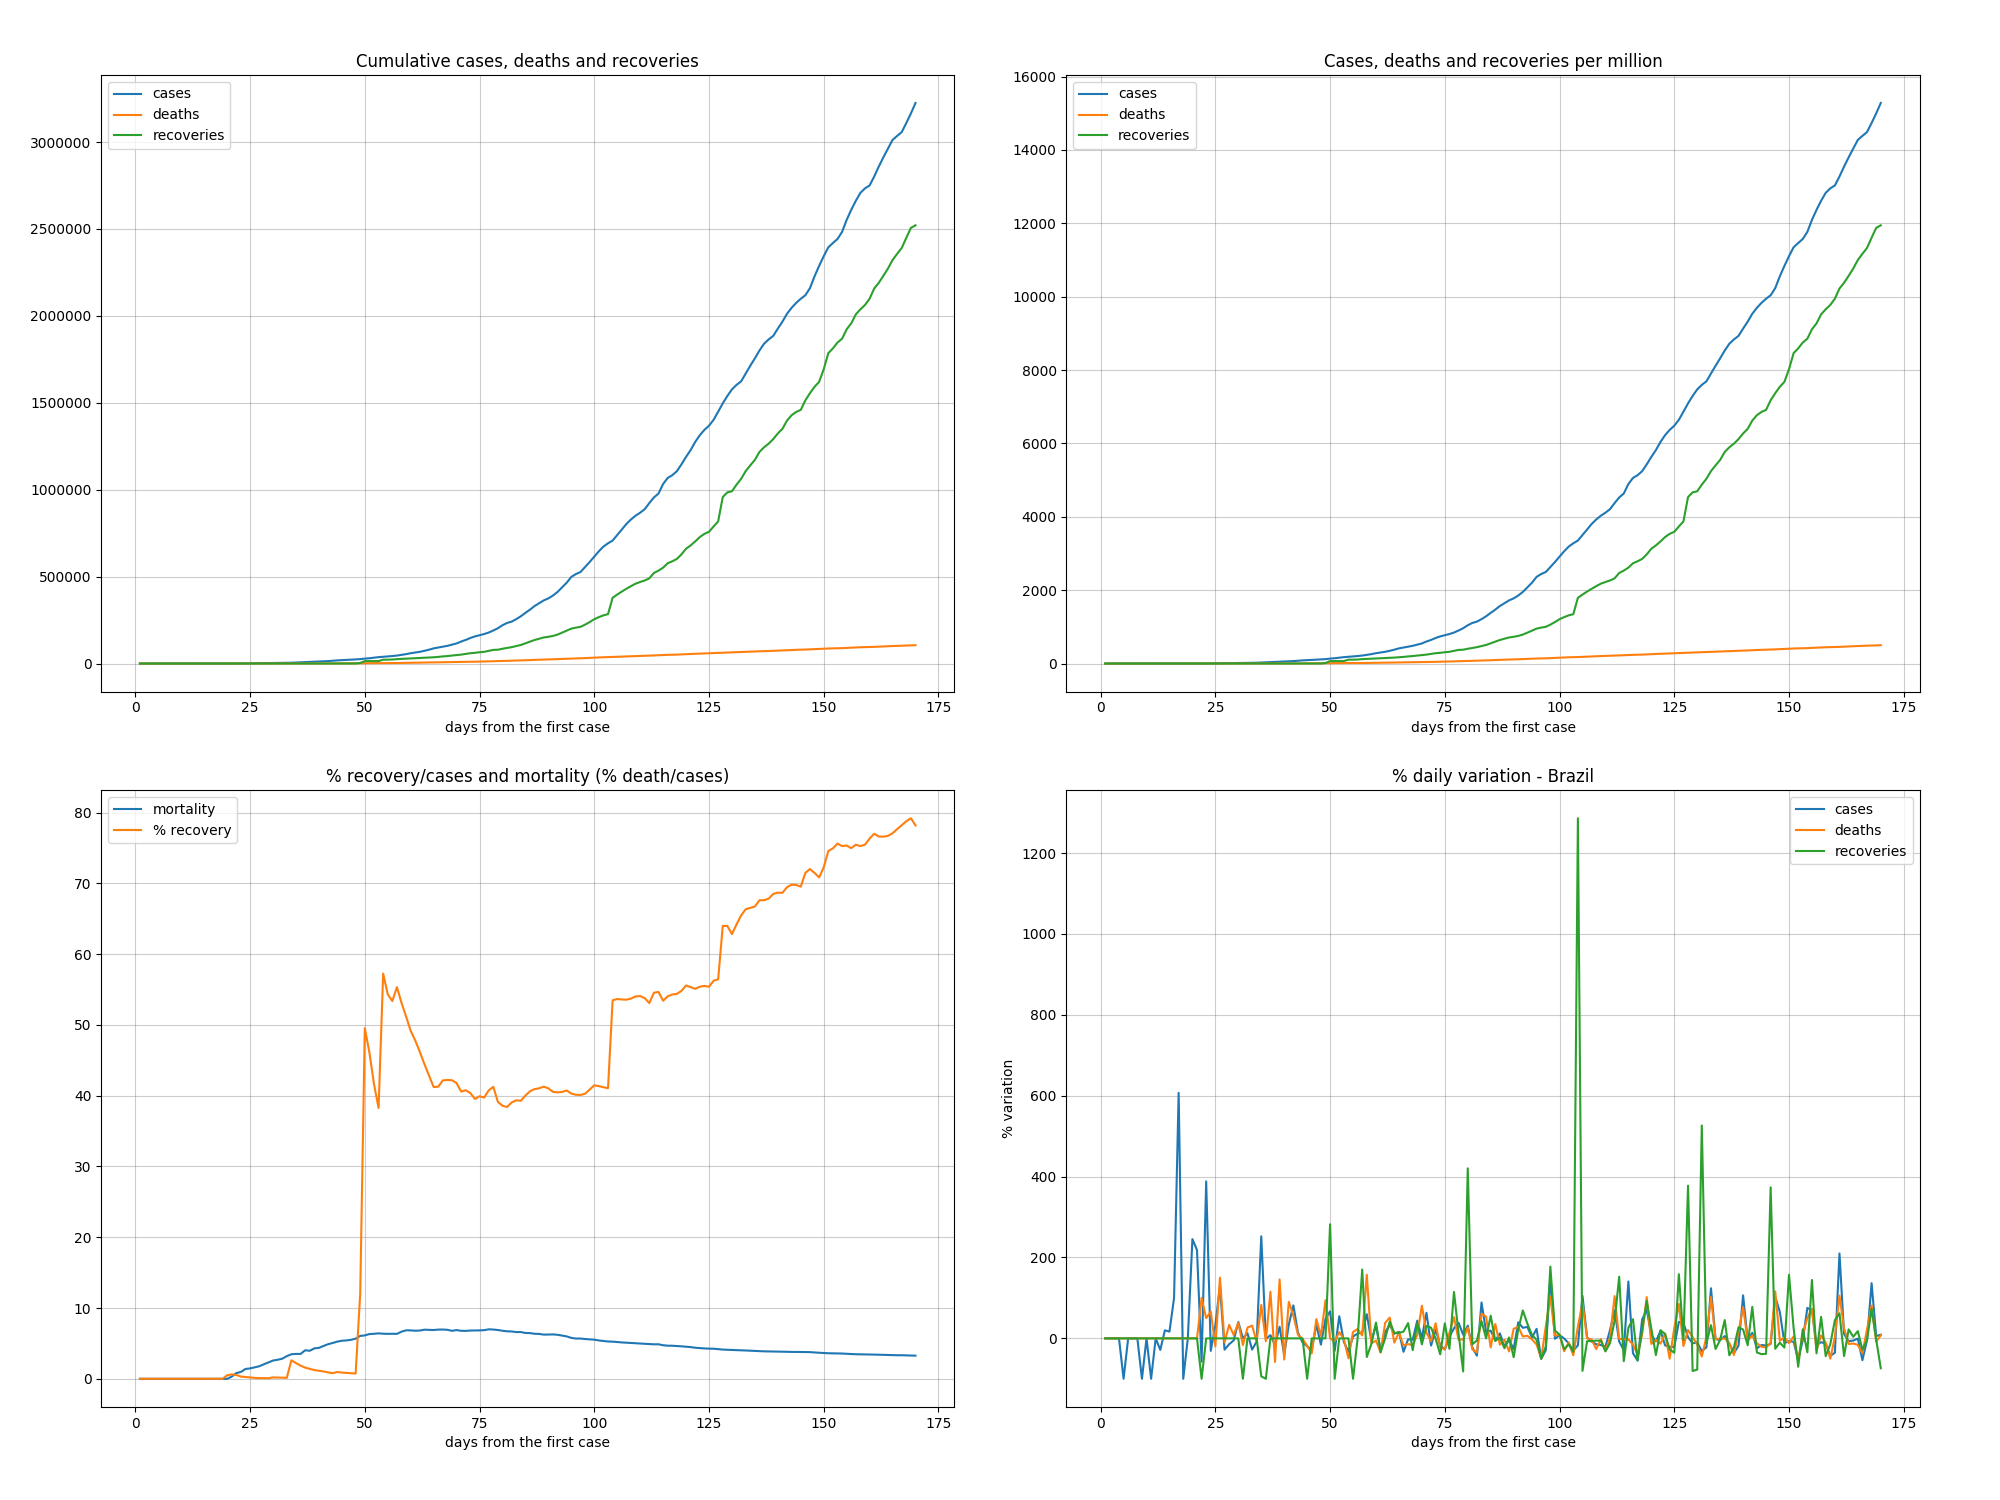 Cumulative cases, deaths and recoveries
cases
deaths
recoveries
3000000
2500000
2000000
1500000
1000000
500000
0
0 25 50 75 100 125 150 175
days from the first case
Cases, deaths and recoveries per million
cases
deaths
recoveries
16000
14000
12000
10000
8000
6000
4000
2000
0
0 25 50 75 100 125 150 175
days from the first case
% recovery/cases and mortality (% death/cases)
mortality
% recovery
80
70
60
50
40
30
20
10
0
0 25 50 75 100 125 150 175
days from the first case
% daily variation - Brazil
cases
deaths
recoveries
% variation
1200
1000
800
600
400
200
0
0 25 50 75 100 125 150 175
days from the first case